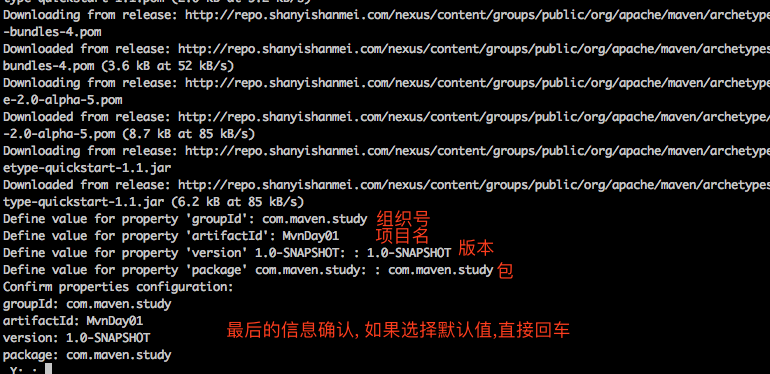 type-quickstart-1.1.pom (2.0 kB at 5.2 kB/s)
Downloading from release: http://repo.shanyishanmei.com/nexus/content/groups/public/org/apache/maven/archetype
-bundles-4.pom
Downloaded from release: http://repo.shanyishanmei.com/nexus/content/groups/public/org/apache/maven/archetypes
bundles-4.pom (3.6 kB at 52 kB/s)
Downloading from release: http://repo.shanyishanmei.com/nexus/content/groups/public/org/apache/maven/archetyp
e-2.0-alpha-5.pom
Downloaded from release: http://repo.shanyishanmei.com/nexus/content/groups/public/org/apache/maven/archetype/
-2.0-alpha-5.pom (8.7 kB at 85 kB/s)
Downloading from release: http://repo.shanyishanmei.com/nexus/content/groups/public/org/apache/maven/archetype
etype-quickstart-1.1.jar
Downloaded from release: http://repo.shanyishanmei.com/nexus/content/groups/public/org/apache/maven/archetypes
type-quickstart-1.1.jar (6.2 kB at 85 kB/s)
Define value for property 'groupId': com.maven.study 组织号
Define value for property 'artifactId': MvnDay01 项目名
Define value for property 'version' 1.0-SNAPSHOT: : 1.0-SNAPSHOT 版本
Define value for property 'package' com.maven.study: : com.maven.study 包
Confirm properties configuration:
groupId: com.maven.study
artifactId: MvnDay01
version: 1.0-SNAPSHOT 最后的信息确认, 如果选择默认值,直接回车
package: com.maven.study
Y: :